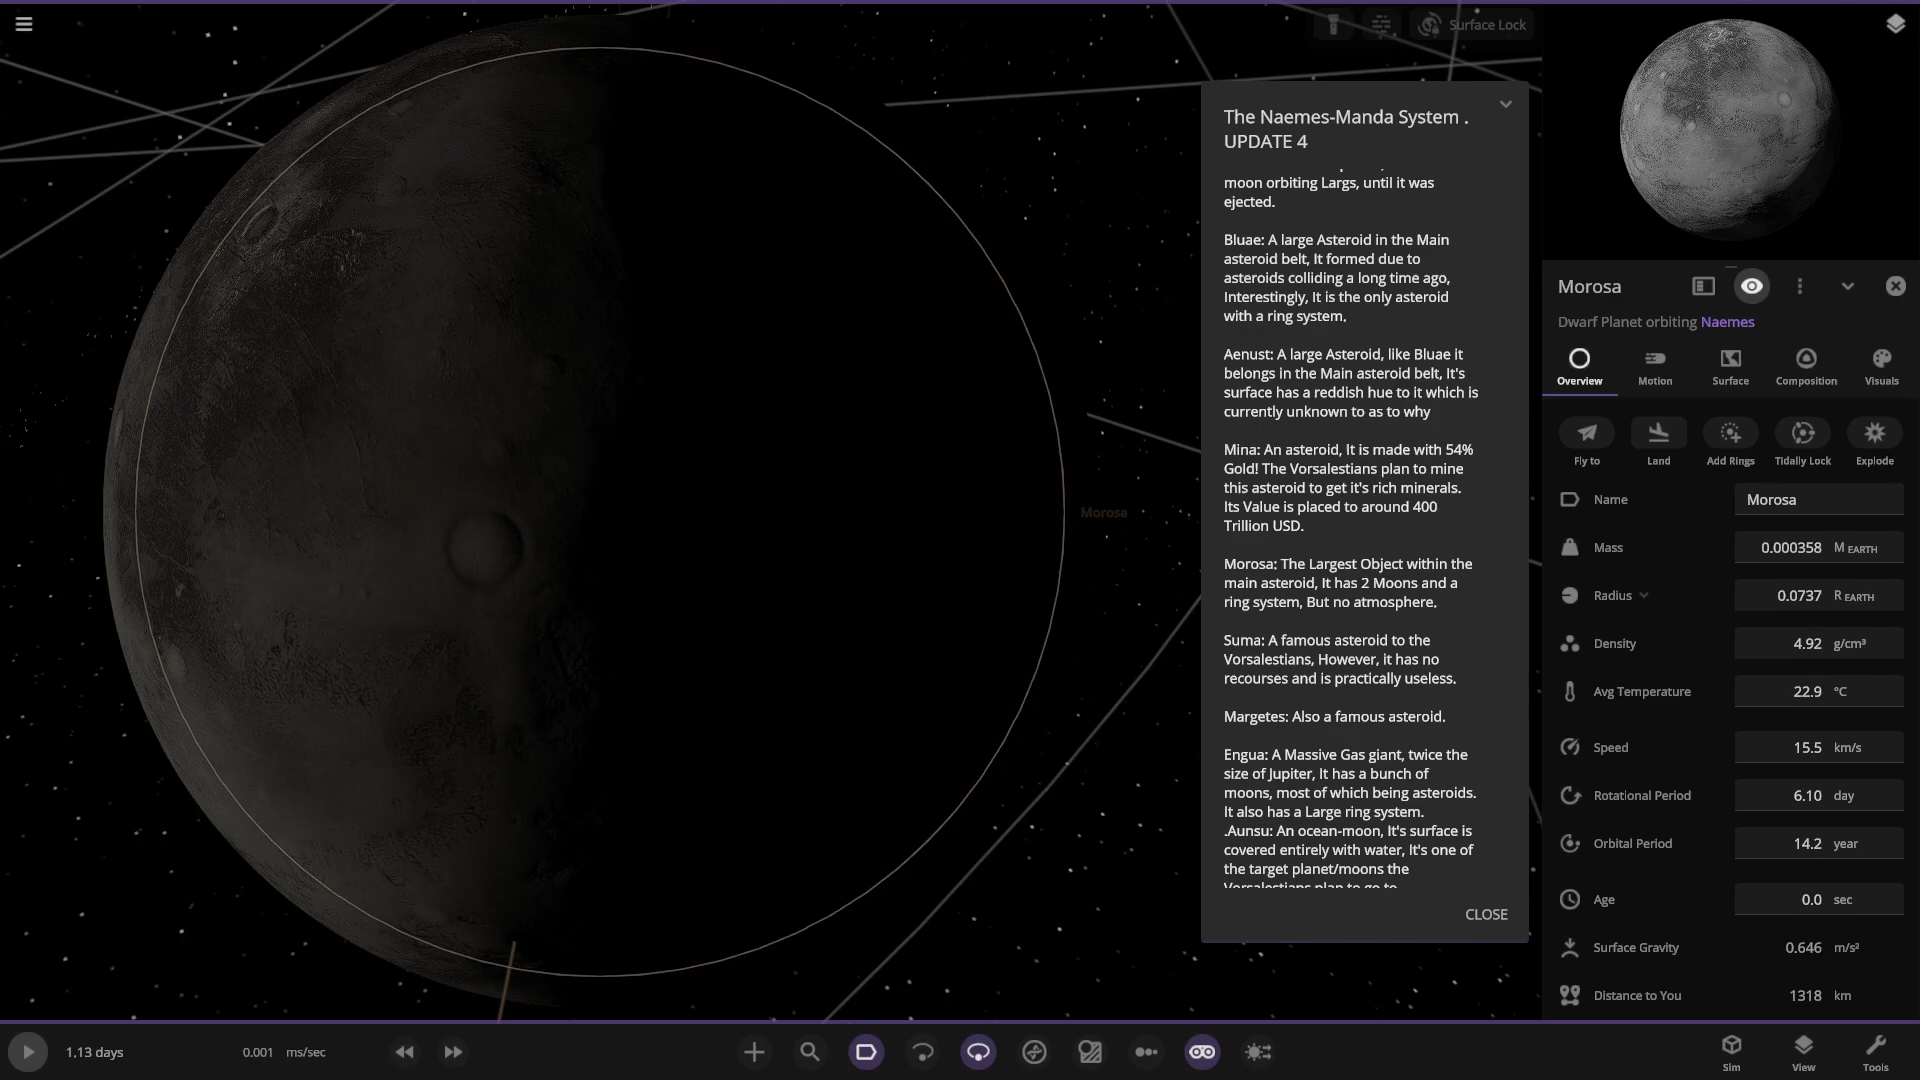 Surface Lock
The Naemes-Manda System .
UPDATE 4
moon orbiting Largs, until it was
ejected.
Bluae: A large Asteroid in the Main
asteroid belt, It formed due to
asteroids colliding a long time ago,
Interestingly, It is the only asteroid
with a ring system.
Aenust: A large Asteroid, like Bluae it
belongs in the Main asteroid belt, It's
surface has a reddish hue to it which is
currently unknown to as to why
Mina: An asteroid, It is made with 54%
Gold! The Vorsalestians plan to mine
this asteroid to get it's rich minerals.
Its Value is placed to around 400
Trillion USD.
Morosa: The Largest Object within the
main asteroid, It has 2 Moons and a
ring system, But no atmosphere.
Suma: A famous asteroid to the
Vorsalestians, However, it has no
recourses and is practically useless.
Margetes: Also a famous asteroid.
Engua: A Massive Gas giant, twice the
size of Jupiter, It has a bunch of
moons, most of which being asteroids.
It also has a Large ring system.
.Aunsu: An ocean-moon, It's surface is
covered entirely with water, It's one of
the target planet/moons the
Vorsalestians plan to go to
CLOSE
Morosa
Morosa
Dwarf Planet orbiting Naemes
Overview Motion Surface Composition Visuals
Fly to Land Add Rings Tidally Lock Explode
Name Morosa
Mass 0.000358 M EARTH
Radius 0.0737 R EARTH
Density 4.92 g/cm³
Avg Temperature 22.9 °C
Speed 15.5 km/s
Rotational Period 6.10 day
Orbital Period 14.2 year
Age 0.0 sec
Surface Gravity 0.646 m/s²
Distance to You 1318 km
1.13 days 0.001 ms/sec
Sim View Tools